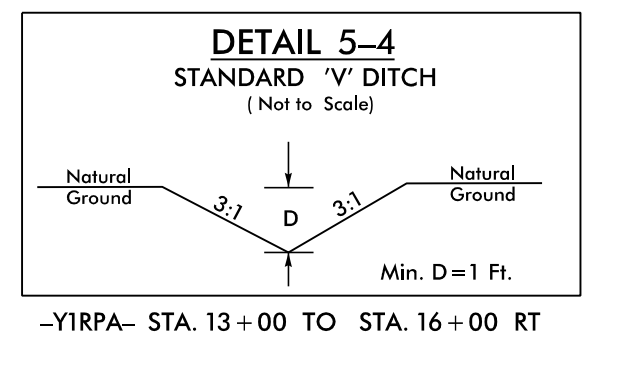 DETAIL 5–4
STANDARD 'V' DITCH
( Not to Scale)
Natural
Ground
3:1
D
3:1
Natural
Ground
Min. D=1 Ft.
–Y1RPA– STA. 13+00 TO STA. 16+00 RT